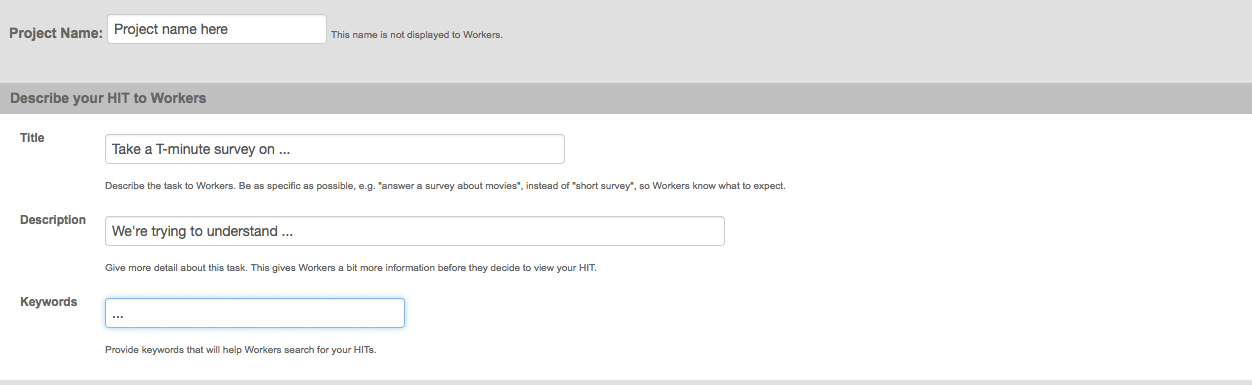 Project Name: Project name here This name is not displayed to Workers.
Describe your HIT to Workers
Title
Take a T-minute survey on ...
Describe the task to Workers. Be as specific as possible, e.g. "answer a survey about movies", instead of "short survey", so Workers know what to expect.
Description
We're trying to understand ...
Give more detail about this task. This gives Workers a bit more information before they decide to view your HIT.
Keywords
...
Provide keywords that will help Workers search for your HITs.